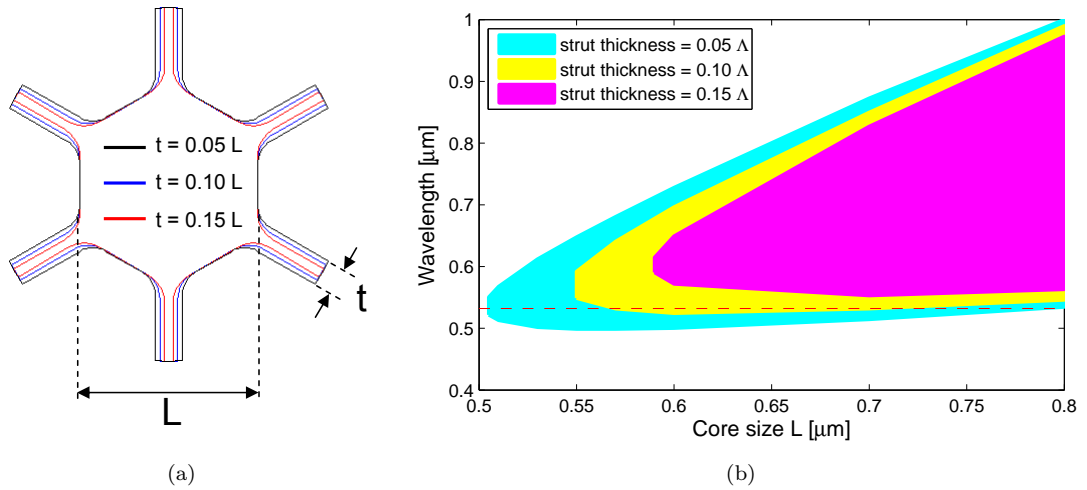 t = 0.05 L
t = 0.10 L
t = 0.15 L
t
L
(a)
strut thickness = 0.05 Λ
strut thickness = 0.10 Λ
strut thickness = 0.15 Λ
Wavelength [μm]
1
0.9
0.8
0.7
0.6
0.5
0.4
0.5 0.55 0.6 0.65 0.7 0.75 0.8
Core size L [μm]
(b)